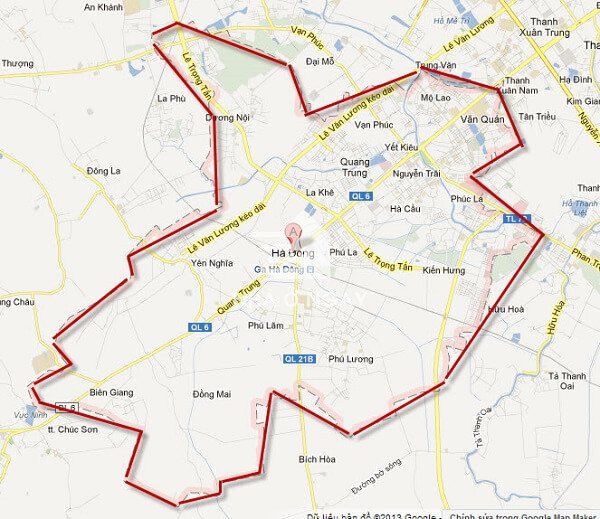 An Khánh
Hồ Mễ Trì
Thanh
Xuân Trung
Vạn Phúc
Lê Văn Lương
Thượng
Đại Mỗ
Trung Văn
Lê Trọng Tấn
Thanh
Xuân Nam
Hạ Đình
La Phù
Mộ Lao
Kim Giang
Lê Văn Lương kéo dài
Dương Nội
Vạn Phúc
Văn Quán
Tân Triều
Nguyễn
Yết Kiêu
Quang
Trung
Nguyễn Trãi
Đông La
La Khê
QL 6
Phúc La
Hà Cầu
Hồ Thanh
Liệt
Lê Văn Lương kéo dài
A
Hà Đông
Phú La
Lê Trọng Tấn
Phan Trọng
Yên Nghĩa
Ga Hà Đông
Kiến Hưng
Quang Trung
Hữu Hoà
Hữu Hòa
QL 6
Phú Lãm
QL 21B
Phú Lương
Tả Thanh
Oai
Biên Giang
Đồng Mai
QL 6
Vực Ninh
tt. Chúc Sơn
Tả Thanh Oai
Bích Hòa
Đường bờ sông
Dữ liệu bản đồ ©2013 Google - Chỉnh sửa trong Google Map Maker